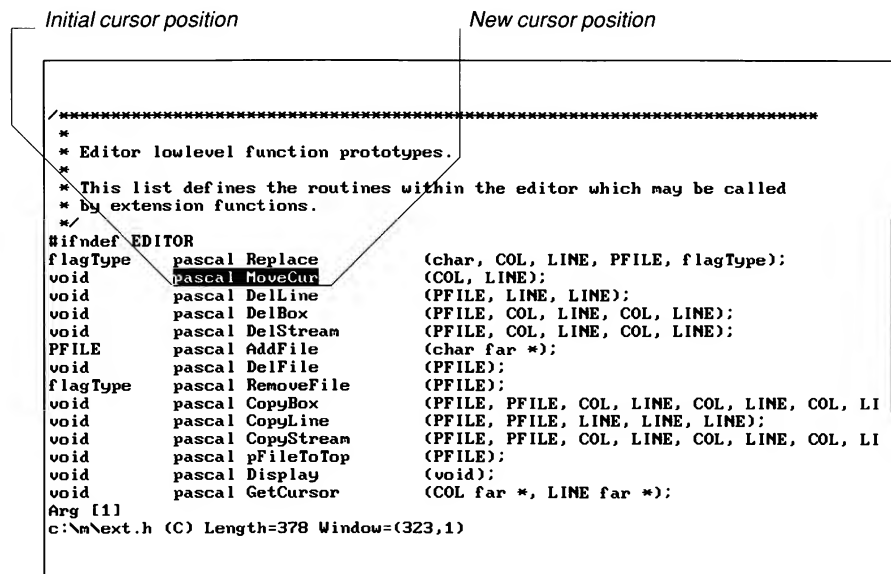 Initial cursor position New cursor position
/*************************************************************************
*
* Editor lowlevel function prototypes.
*
* This list defines the routines within the editor which may be called
* by extension functions.
*/
#ifndef EDITOR
flagType pascal Replace (char, COL, LINE, PFILE, flagType);
void pascal MoveCur (COL, LINE);
void pascal DelLine (PFILE, LINE, LINE);
void pascal DelBox (PFILE, COL, LINE, COL, LINE);
void pascal DelStream (PFILE, COL, LINE, COL, LINE);
PFILE pascal AddFile (char far *);
void pascal DelFile (PFILE);
flagType pascal RemoveFile (PFILE);
void pascal CopyBox (PFILE, PFILE, COL, LINE, COL, LINE, COL, LI
void pascal CopyLine (PFILE, PFILE, LINE, LINE, LINE);
void pascal CopyStream (PFILE, PFILE, COL, LINE, COL, LINE, COL, LI
void pascal pFileToTop (PFILE);
void pascal Display (void);
void pascal GetCursor (COL far *, LINE far *);
Arg [1]
c:\m\ext.h (C) Length=378 Window=(323,1)